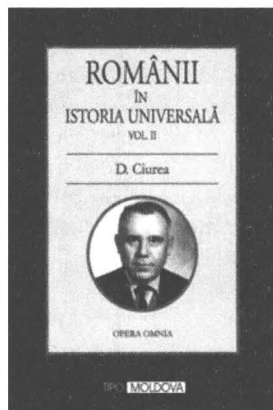 ROMÂNII
ÎN
ISTORIA UNIVERSALĂ
VOL. II
D. Ciurea
OPERA OMNIA
TIPO MOLDOVA